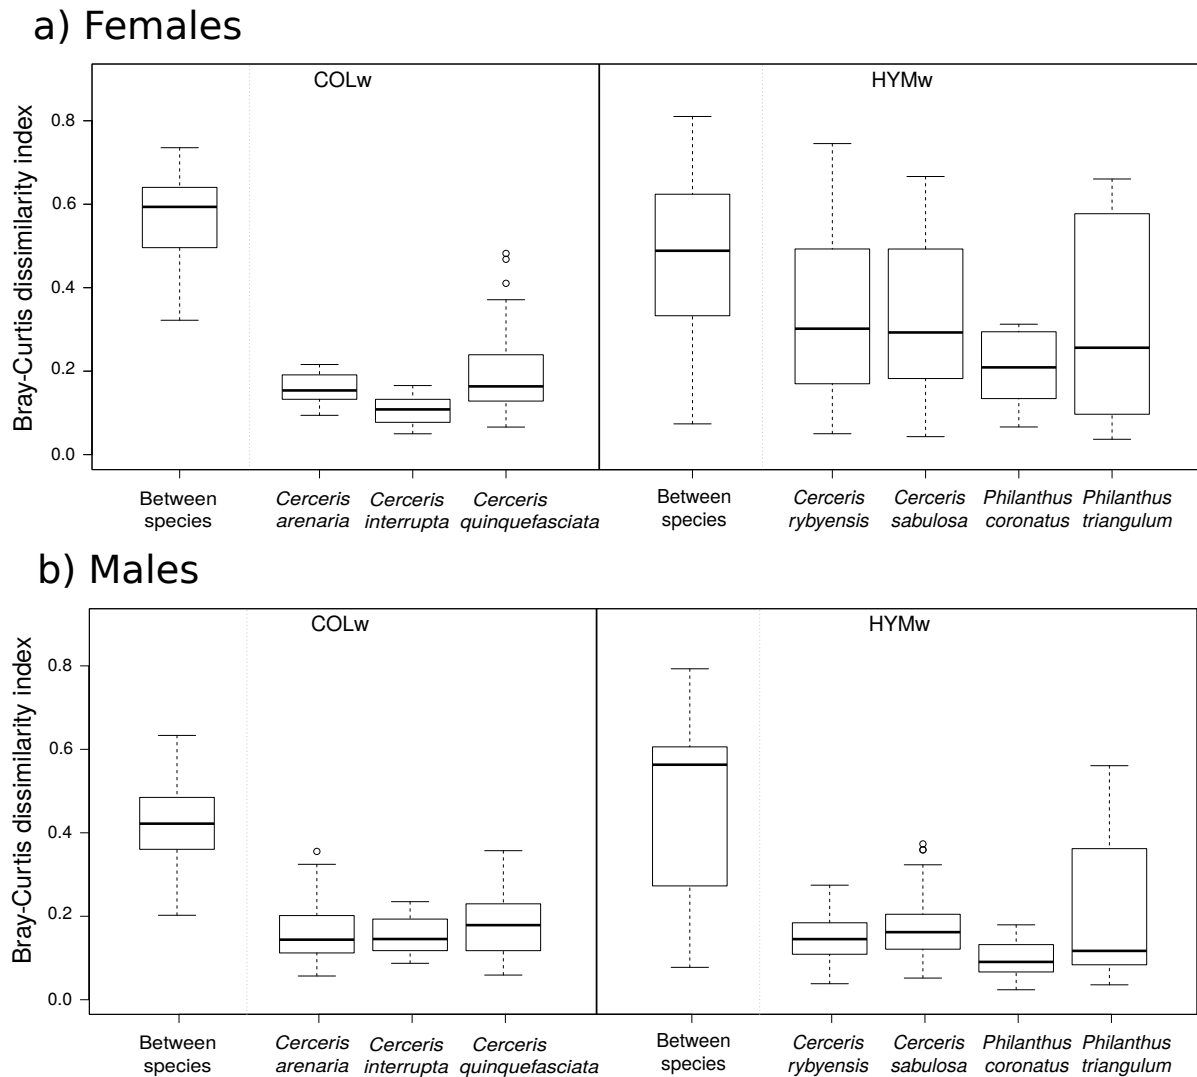 a) Females
COLw
HYMw
Bray-Curtis dissimilarity index
0.8
0.6
0.4
0.2
0.0
Between species
Cerceris arenaria
Cerceris interrupta
Cerceris quinquefasciata
Between species
Cerceris rybyensis
Cerceris sabulosa
Philanthus coronatus
Philanthus triangulum
b) Males
COLw
HYMw
Bray-Curtis dissimilarity index
0.8
0.6
0.4
0.2
0.0
Between species
Cerceris arenaria
Cerceris interrupta
Cerceris quinquefasciata
Between species
Cerceris rybyensis
Cerceris sabulosa
Philanthus coronatus
Philanthus triangulum